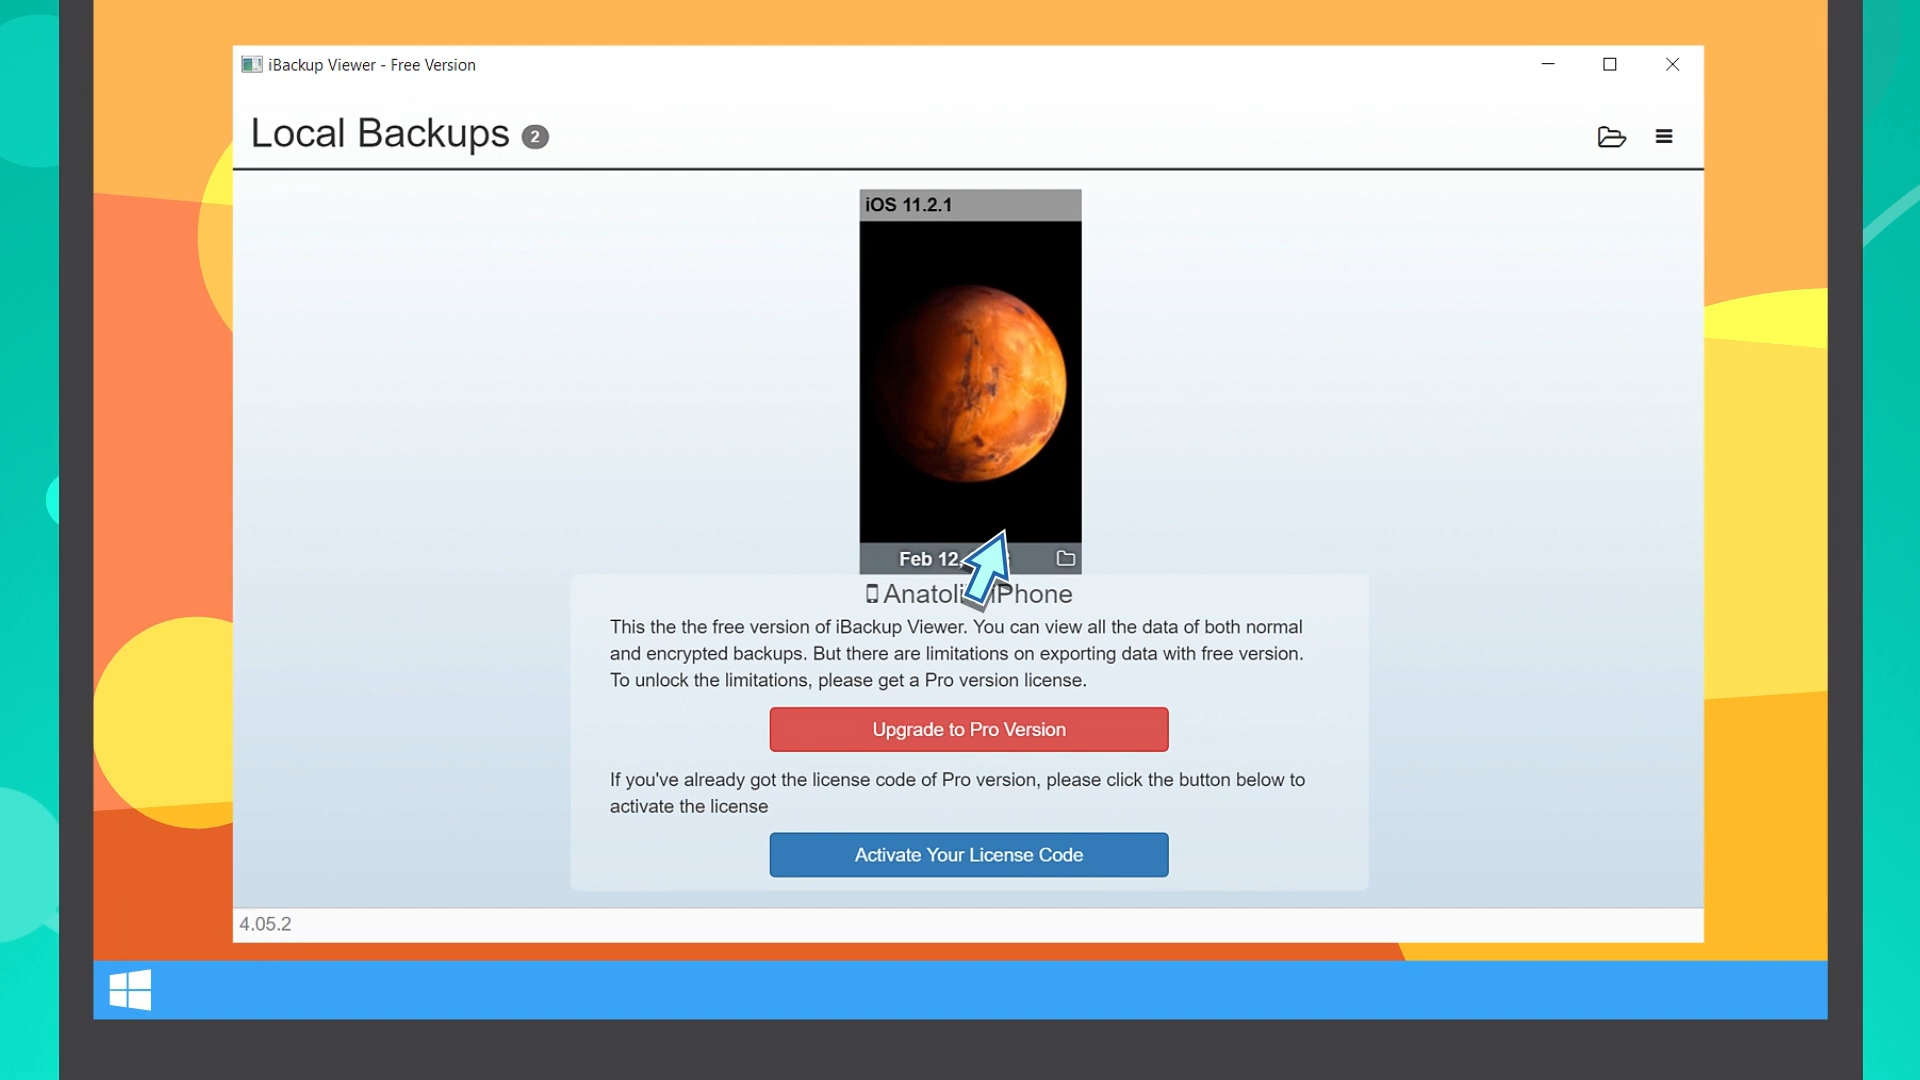 iBackup Viewer - Free Version
Local Backups 2
iOS 11.2.1
Feb 12,
iPhone
This the the free version of iBackup Viewer. You can view all the data of both normal
and encrypted backups. But there are limitations on exporting data with free version.
To unlock the limitations, please get a Pro version license.
Upgrade to Pro Version
If you've already got the license code of Pro version, please click the button below to
activate the license
Activate Your License Code
4.05.2